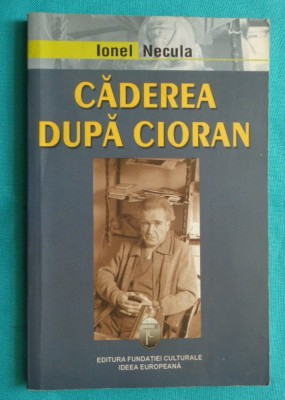 Ionel Necula
CĂDEREA
DUPĂ CIORAN
EDITURA FUNDAȚIEI CULTURALE
IDEEA EUROPEANĂ